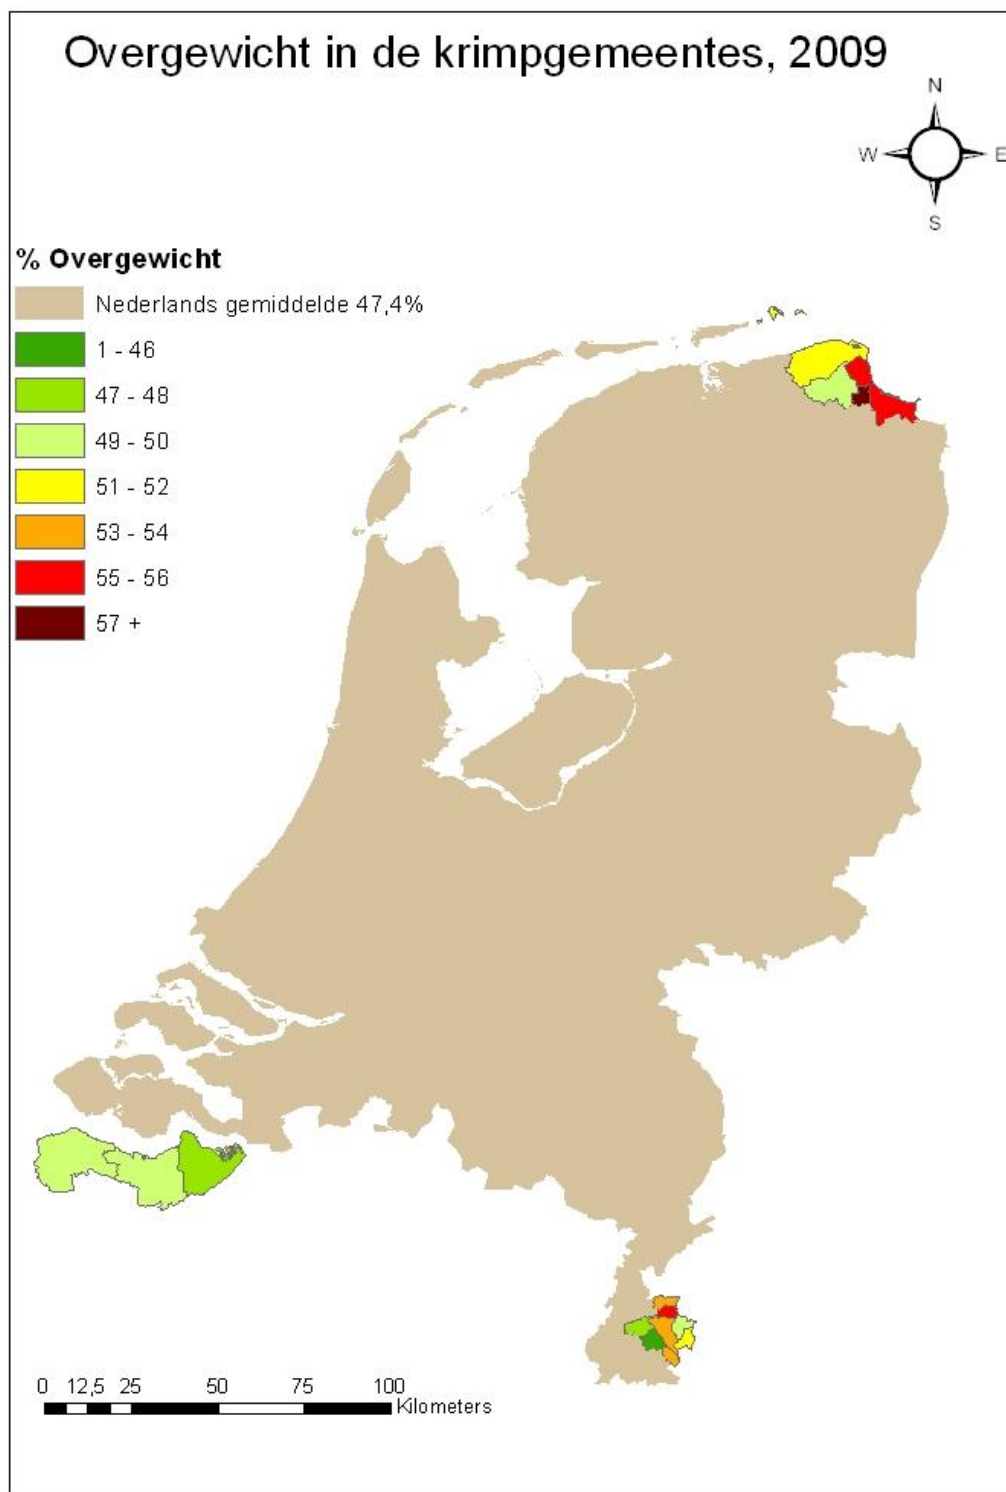 Overgewicht in de krimpgemeentes, 2009
N
W E
S
% Overgewicht
Nederlands gemiddelde 47,4%
1 - 46
47 - 48
49 - 50
51 - 52
53 - 54
55 - 56
57 +
0 12,5 25 50 75 100
Kilometers